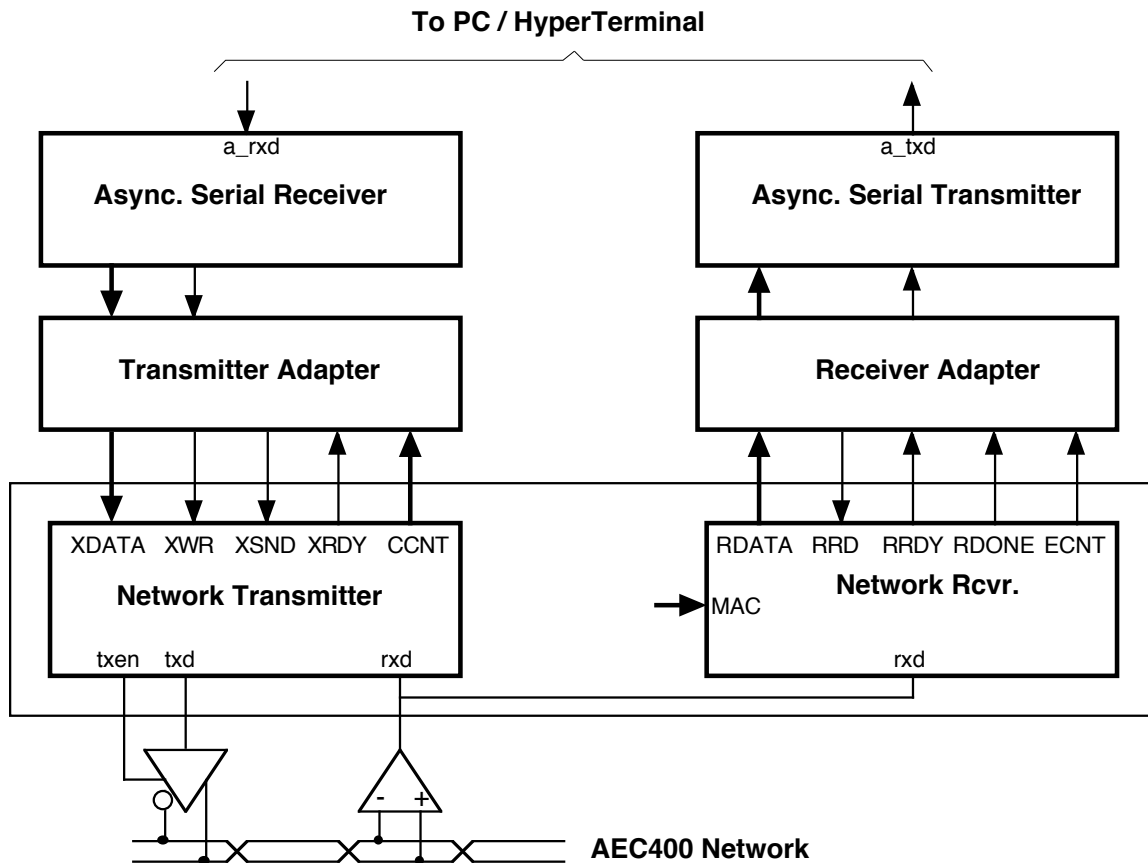 To PC / HyperTerminal
a_rxd
Async. Serial Receiver
a_txd
Async. Serial Transmitter
Transmitter Adapter
Receiver Adapter
XDATA XWR XSND XRDY CCNT
Network Transmitter
txen txd rxd
RDATA RRD RRDY RDONE ECNT
Network Rcvr.
MAC
rxd
- +
AEC400 Network